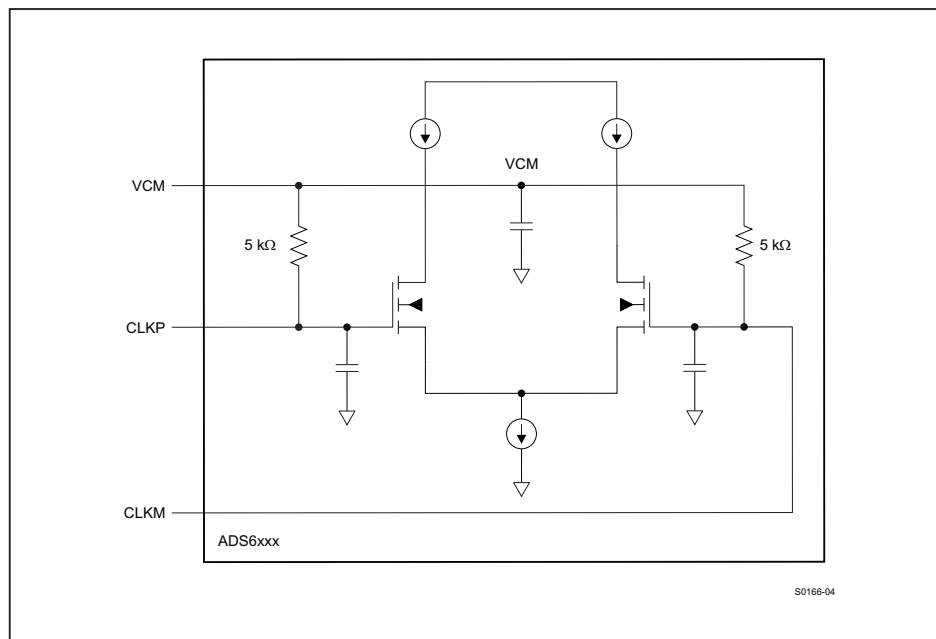 VCM
VCM
5 kΩ
5 kΩ
CLKP
CLKM
ADS6xxx
S0166-04